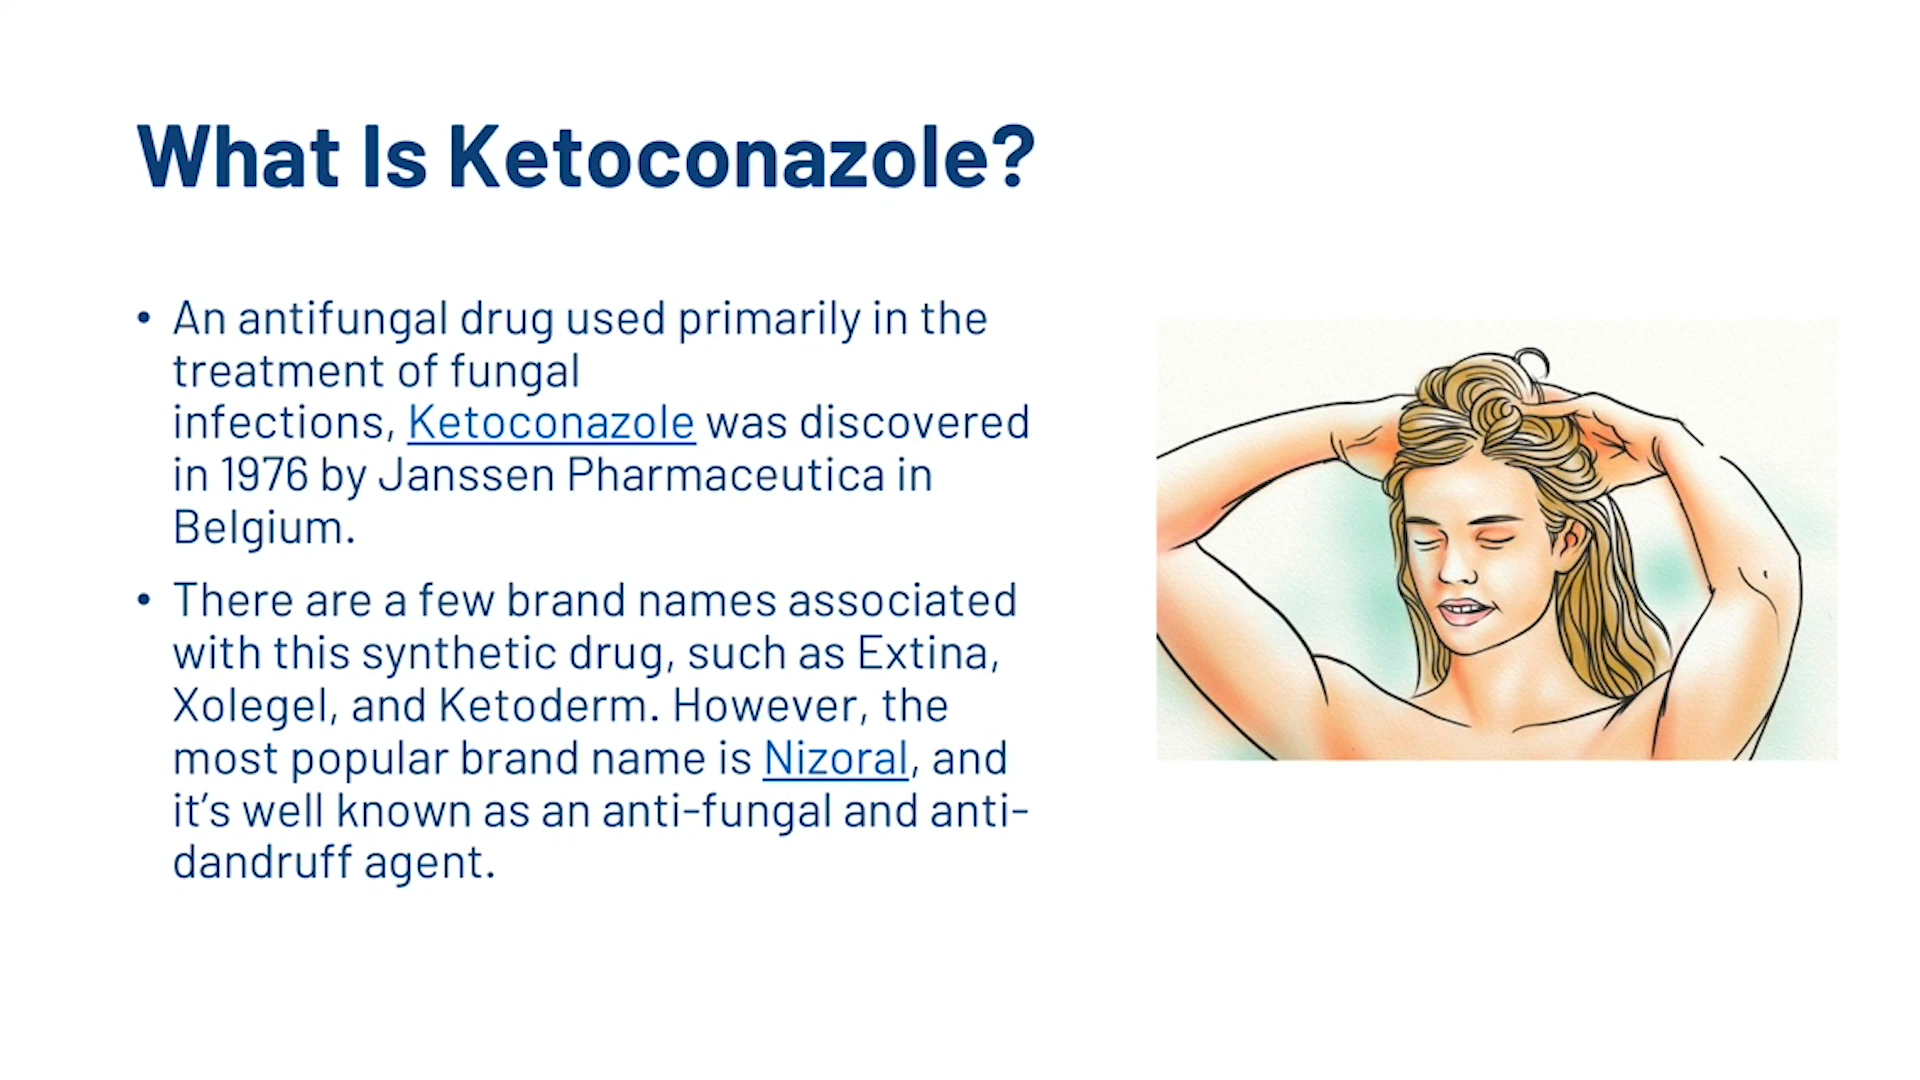 What Is Ketoconazole?
• An antifungal drug used primarily in the
treatment of fungal
infections, Ketoconazole was discovered
in 1976 by Janssen Pharmaceutica in
Belgium.
• There are a few brand names associated
with this synthetic drug, such as Extina,
Xolegel, and Ketoderm. However, the
most popular brand name is Nizoral, and
it’s well known as an anti-fungal and anti-
dandruff agent.